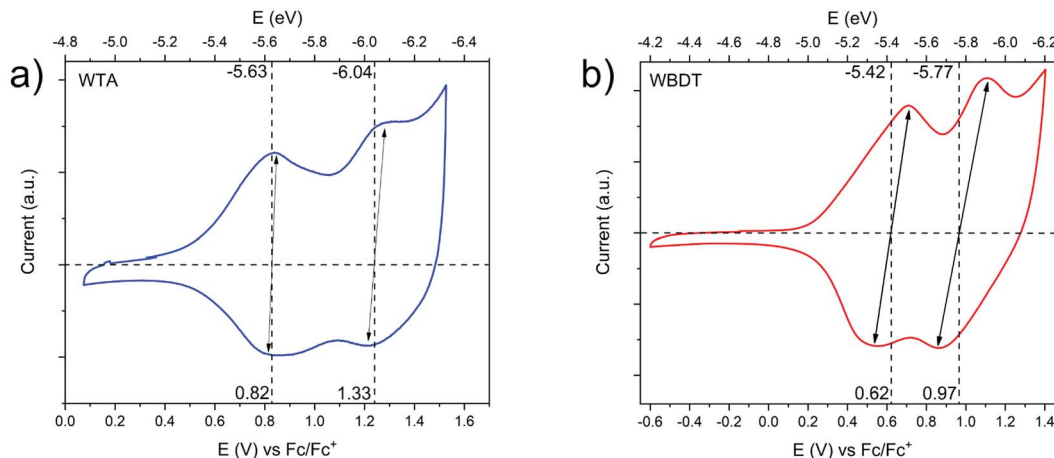 E (eV)
-4.8 -5.0 -5.2 -5.4 -5.6 -5.8 -6.0 -6.2 -6.4
a)
WTA
-5.63
-6.04
Current (a.u.)
0.82
1.33
0.0 0.2 0.4 0.6 0.8 1.0 1.2 1.4 1.6
E (V) vs Fc/Fc⁺
E (eV)
-4.2 -4.4 -4.6 -4.8 -5.0 -5.2 -5.4 -5.6 -5.8 -6.0 -6.2
b)
WBDT
-5.42
-5.77
Current (a.u.)
0.62
0.97
-0.6 -0.4 -0.2 0.0 0.2 0.4 0.6 0.8 1.0 1.2 1.4
E (V) vs Fc/Fc⁺